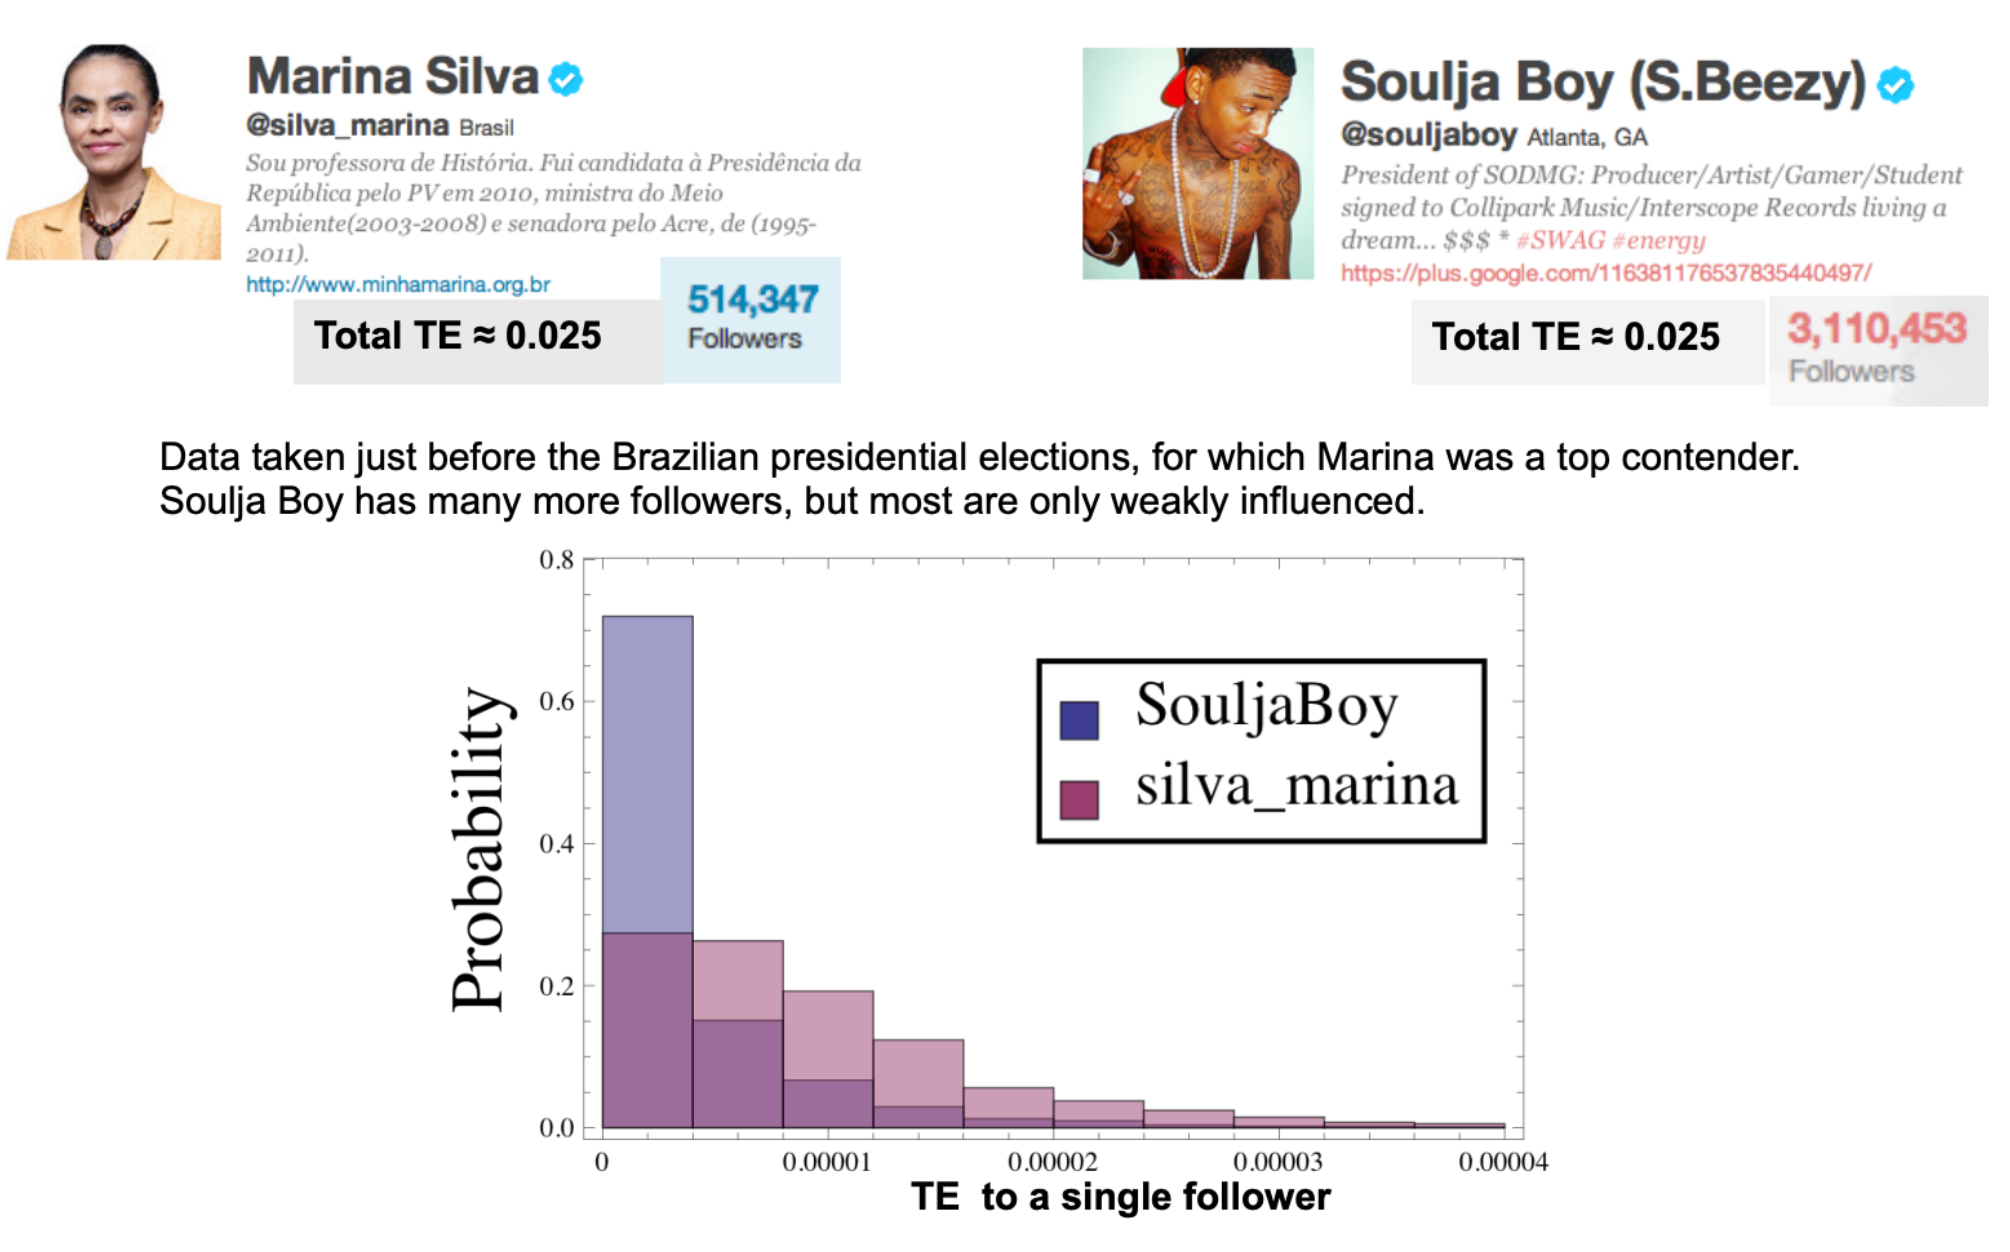 Marina Silva
@silva_marina Brasil
Sou professora de História. Fui candidata à Presidência da
República pelo PV em 2010, ministra do Meio
Ambiente(2003-2008) e senadora pelo Acre, de (1995-
2011).
http://www.minhamarina.org.br
Total TE ≈ 0.025
514,347
Followers
Soulja Boy (S.Beezy)
@souljaboy Atlanta, GA
President of SODMG: Producer/Artist/Gamer/Student
signed to Collipark Music/Interscope Records living a
dream... $$$ * #SWAG #energy
https://plus.google.com/116381176537835440497/
Total TE ≈ 0.025
3,110,453
Followers
Data taken just before the Brazilian presidential elections, for which Marina was a top contender.
Soulja Boy has many more followers, but most are only weakly influenced.
Probability
0.8
0.6
0.4
0.2
0.0
SouljaBoy
silva_marina
0 0.00001 0.00002 0.00003 0.00004
TE to a single follower